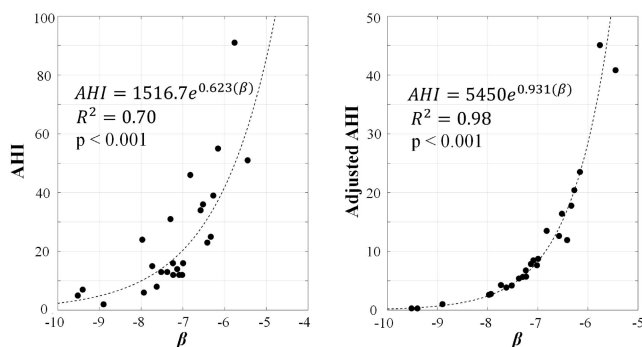 100
80
60
40
20
0
AHI
AHI = 1516.7e^{0.623(β)}
R² = 0.70
p < 0.001
-10 -9 -8 -7 -6 -5 -4
β
50
40
30
20
10
0
Adjusted AHI
AHI = 5450e^{0.931(β)}
R² = 0.98
p < 0.001
-10 -9 -8 -7 -6 -5
β